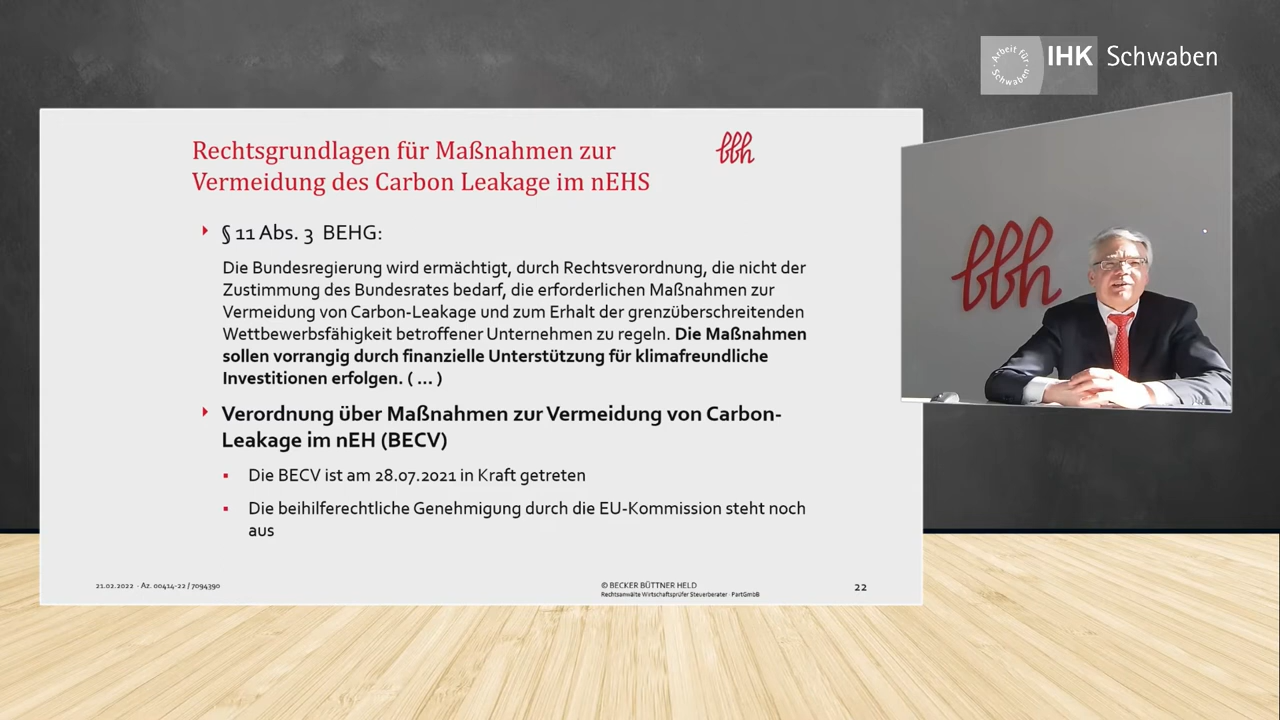 Arbeit für
Schwaben
IHK Schwaben
Rechtsgrundlagen für Maßnahmen zur
Vermeidung des Carbon Leakage im nEHS
bbh
§ 11 Abs. 3 BEHG:
Die Bundesregierung wird ermächtigt, durch Rechtsverordnung, die nicht der
Zustimmung des Bundesrates bedarf, die erforderlichen Maßnahmen zur
Vermeidung von Carbon-Leakage und zum Erhalt der grenzüberschreitenden
Wettbewerbsfähigkeit betroffener Unternehmen zu regeln. Die Maßnahmen
sollen vorrangig durch finanzielle Unterstützung für klimafreundliche
Investitionen erfolgen. ( ... )
Verordnung über Maßnahmen zur Vermeidung von Carbon-
Leakage im nEH (BECV)
Die BECV ist am 28.07.2021 in Kraft getreten
Die beihilferechtliche Genehmigung durch die EU-Kommission steht noch
aus
21.02.2022 · Az. 00414-22 / 7094390
© BECKER BÜTTNER HELD
Rechtsanwälte Wirtschaftsprüfer Steuerberater · PartGmbB
22
bbh